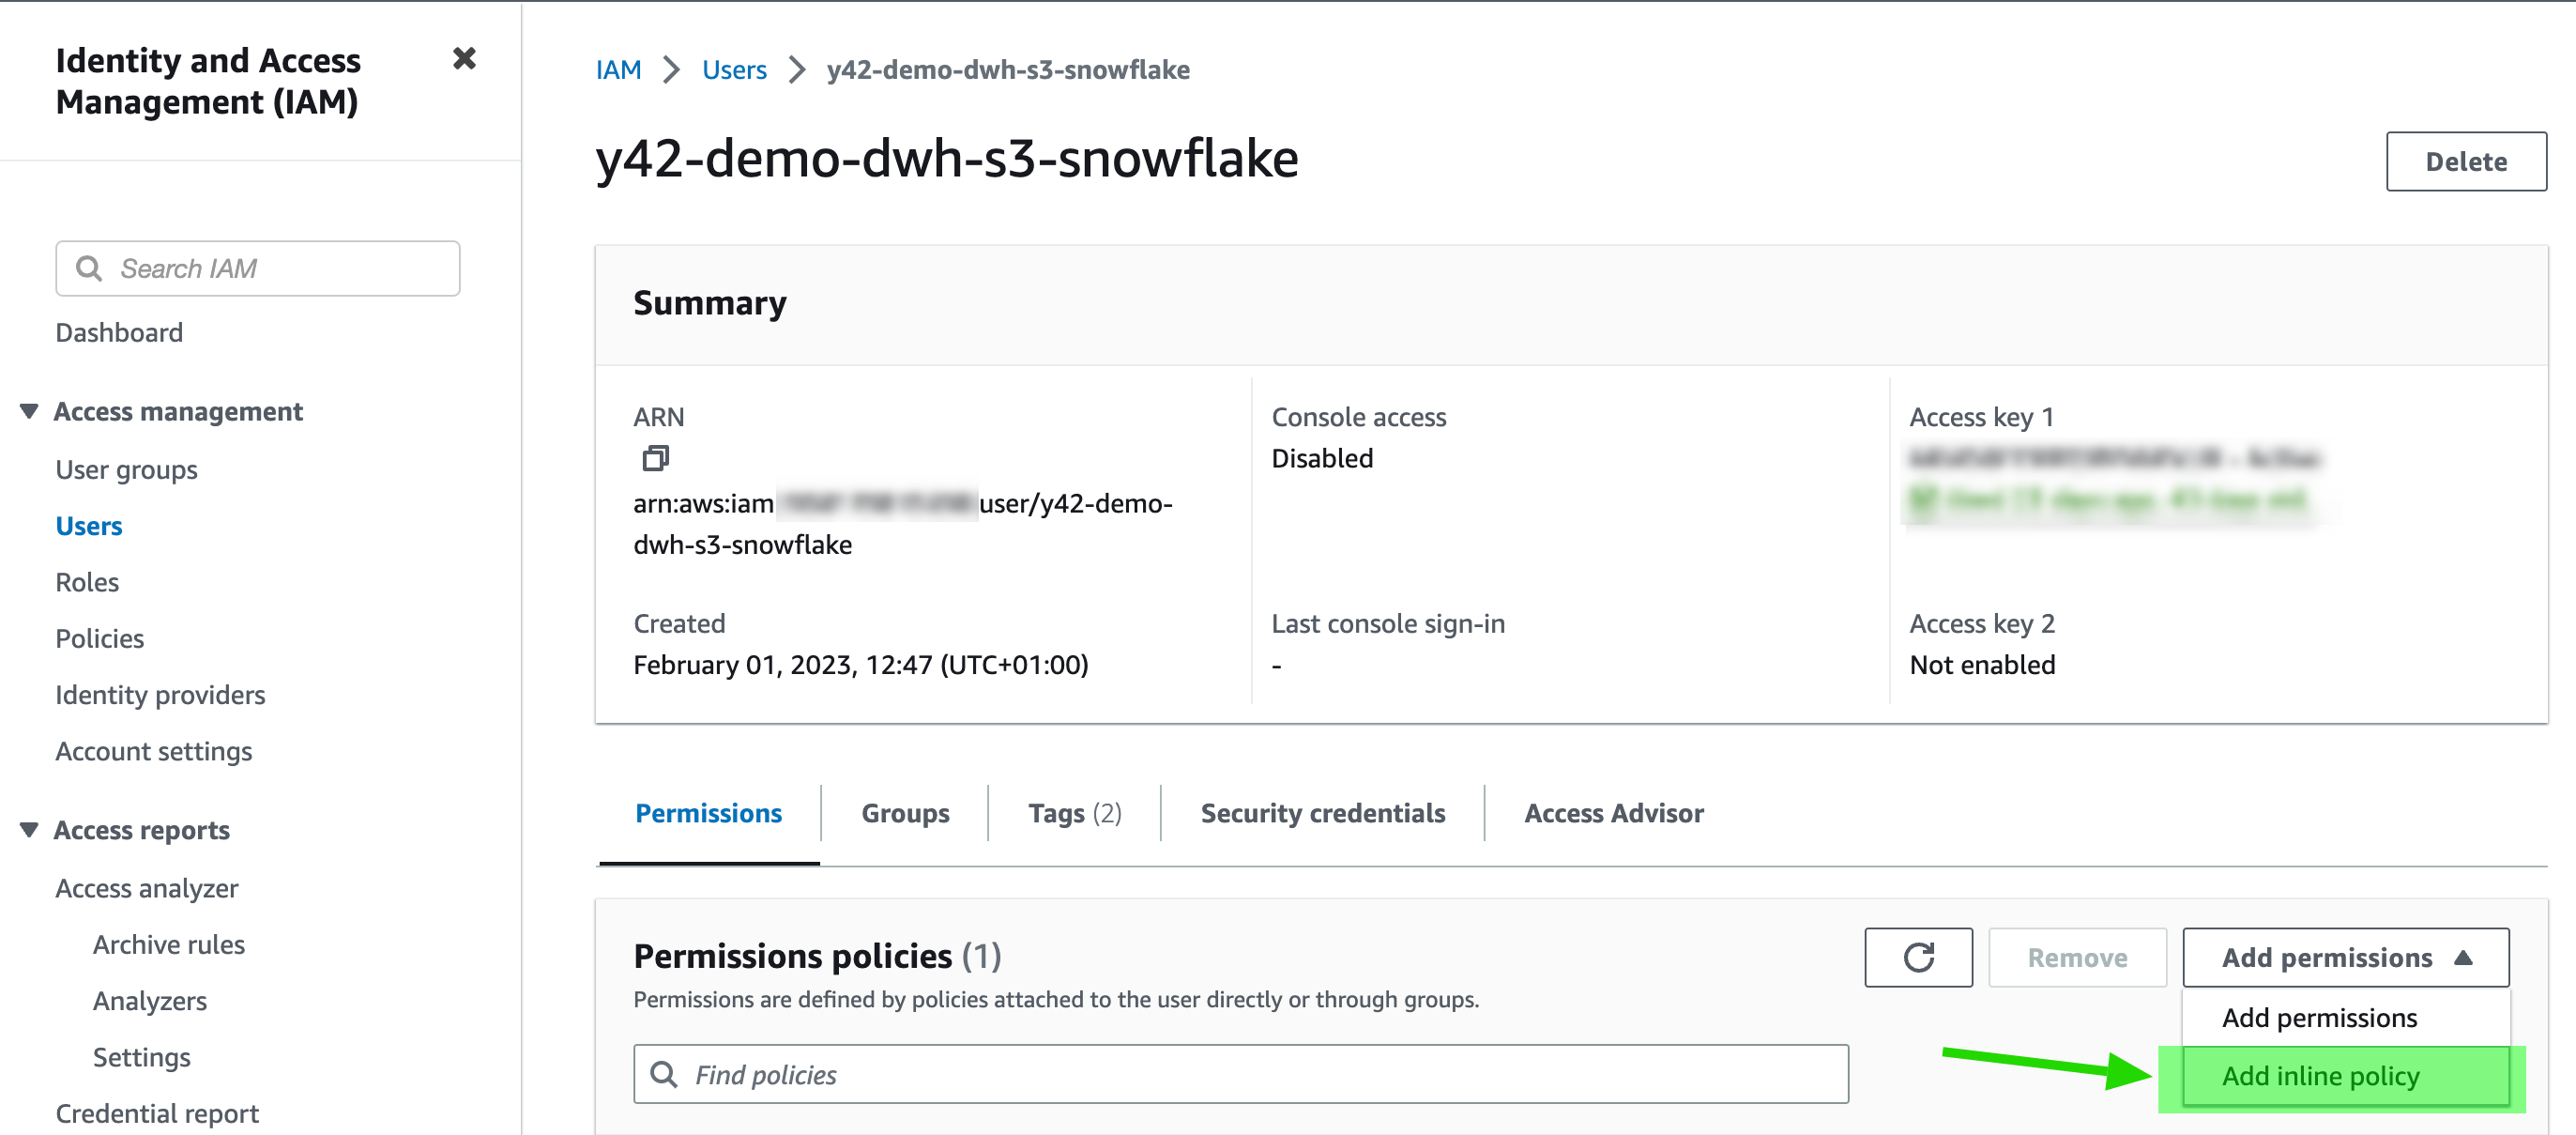 Identity and Access
Management (IAM)
Search IAM
Dashboard
Access management
User groups
Users
Roles
Policies
Identity providers
Account settings
Access reports
Access analyzer
Archive rules
Analyzers
Settings
Credential report
IAM > Users > y42-demo-dwh-s3-snowflake
y42-demo-dwh-s3-snowflake
Delete
Summary
ARN
arn:aws:iam user/y42-demo-
dwh-s3-snowflake
Console access
Disabled
Access key 1
Created
February 01, 2023, 12:47 (UTC+01:00)
Last console sign-in
-
Access key 2
Not enabled
Permissions Groups Tags (2) Security credentials Access Advisor
Permissions policies (1)
Permissions are defined by policies attached to the user directly or through groups.
Remove
Add permissions
Add permissions
Add inline policy
Find policies